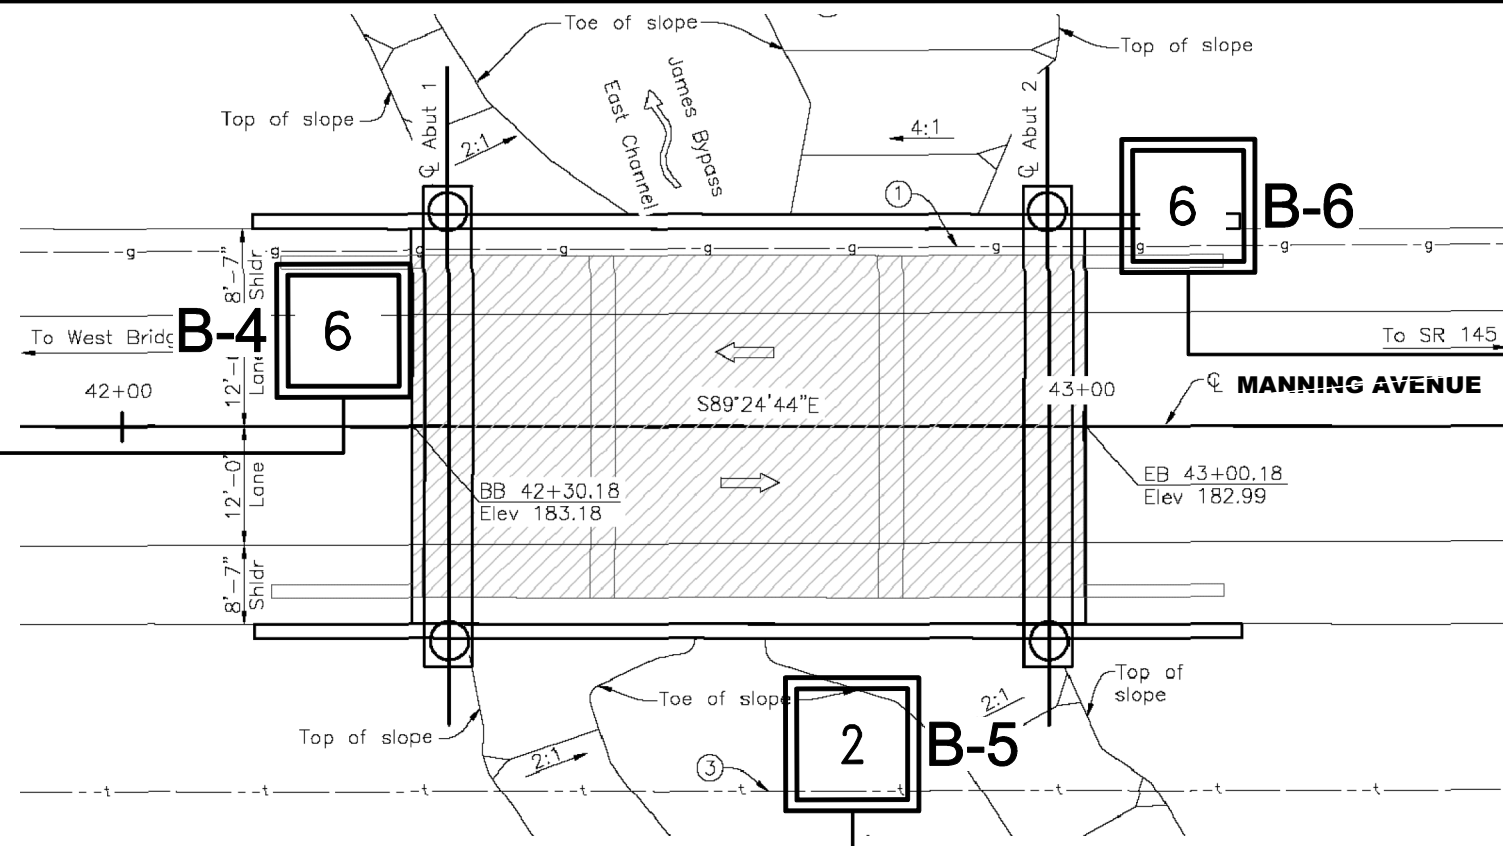 Toe of slope
Top of slope
Top of slope
℄ Abut 1
2:1
East Channel
James Bypass
4:1
℄ Abut 2
1
6
B-6
g g g g g g g g g
8'-7"
Shldr
To West Bridg
B-4
6
To SR 145
12'-
Lane
42+00
S89°24'44"E
43+00
℄ MANNING AVENUE
12'-0"
Lane
BB 42+30.18
Elev 183.18
EB 43+00.18
Elev 182.99
8'-7"
Shldr
Toe of slope
2:1
Top of
slope
Top of slope
2:1
2
B-5
3
t t t t t t t t t